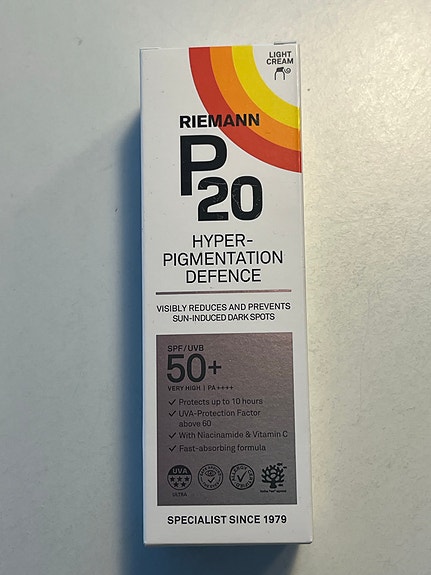 LIGHT
CREAM
RIEMANN
P
20
HYPER-
PIGMENTATION
DEFENCE
VISIBLY REDUCES AND PREVENTS
SUN-INDUCED DARK SPOTS
SPF/UVB
50+
VERY HIGH | PA++++
✓ Protects up to 10 hours
✓ UVA-Protection Factor
above 60
✓ With Niacinamide & Vitamin C
✓ Fast-absorbing formula
UVA
ULTRA
SPECIALIST SINCE 1979